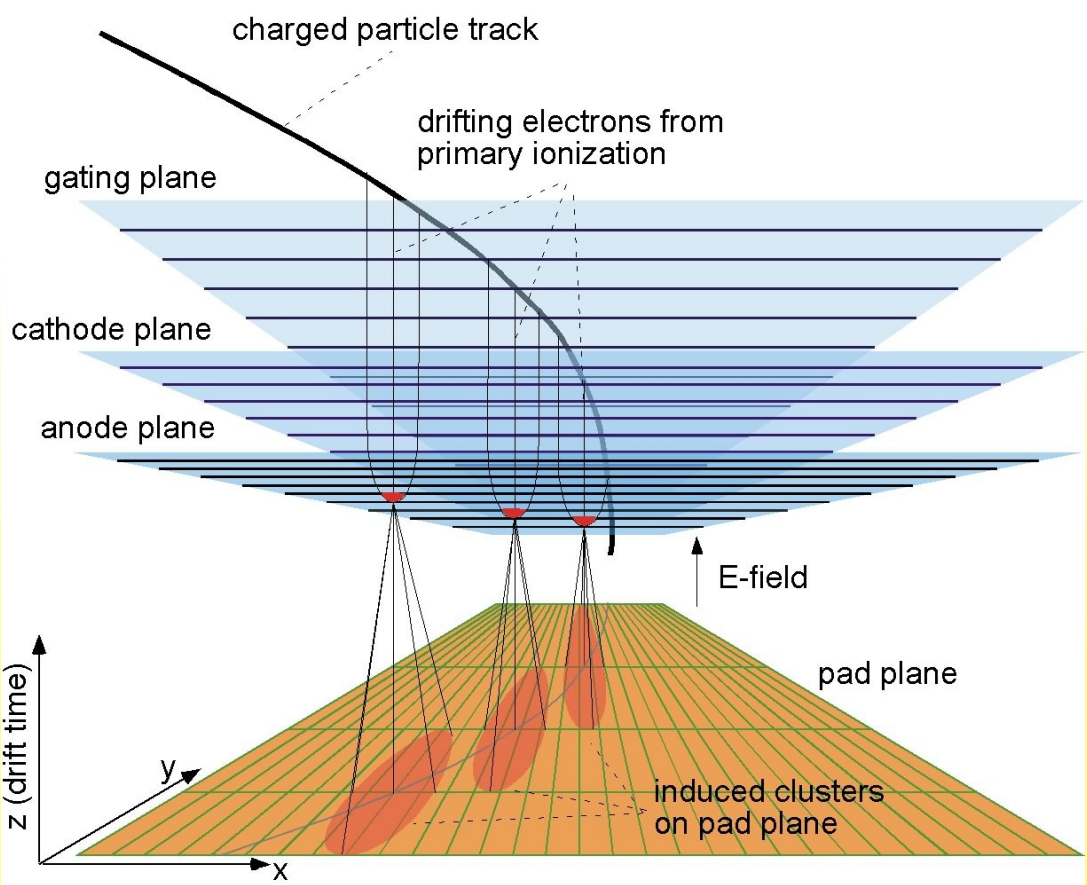 charged particle track
drifting electrons from
primary ionization
gating plane
cathode plane
anode plane
E-field
pad plane
z (drift time)
y
x
induced clusters
on pad plane